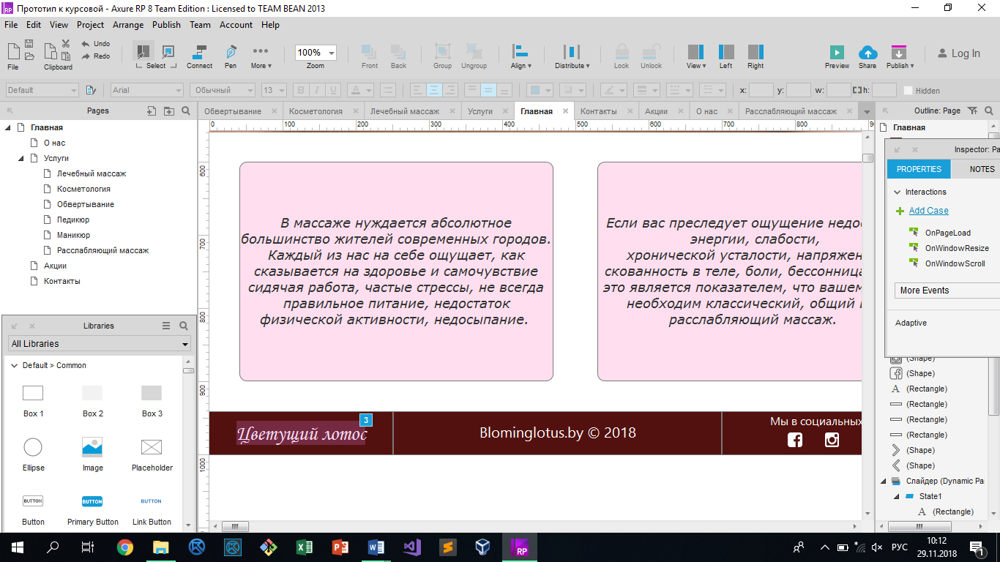 Прототип к курсовой - Axure RP 8 Team Edition : Licensed to TEAM BEAN 2013
File Edit View Project Arrange Publish Team Account Help
Undo
Redo
File Clipboard Select Connect Pen More 100% Zoom Front Back Group Ungroup Align Distribute Lock Unlock View Left Right Preview Share Publish Log In
Default Arial Обычный 13 B I U A x: y: w: h: Hidden
Pages
Обвертывание Косметология Лечебный массаж Услуги Главная Контакты Акции О нас Расслабляющий массаж
Outline: Page
0 100 200 300 400 500 600 700 800
Главная
О нас
Услуги
Лечебный массаж
Косметология
Обвертывание
Педикюр
Маникюр
Расслабляющий массаж
Акции
Контакты
Libraries
All Libraries
Default > Common
Box 1 Box 2 Box 3
Ellipse Image Placeholder
BUTTON BUTTON BUTTON
Button Primary Button Link Button
600
700
800
900
1000
В массаже нуждается абсолютное
большинство жителей современных городов.
Каждый из нас на себе ощущает, как
сказывается на здоровье и самочувствие
сидячая работа, частые стрессы, не всегда
правильное питание, недостаток
физической активности, недосыпание.
Если вас преследует ощущение недо
энергии, слабости,
хронической усталости, напряжен
скованность в теле, боли, бессонница
это является показателем, что вашем
необходим классический, общий
расслабляющий массаж.
Цветущий лотос
3
Blominglotus.by © 2018
Мы в социальных
Главная
Inspector: Pa
PROPERTIES NOTES
Interactions
Add Case
OnPageLoad
OnWindowResize
OnWindowScroll
More Events
Adaptive
(Shape)
(Shape)
A (Rectangle)
(Rectangle)
(Rectangle)
(Rectangle)
(Shape)
(Shape)
Слайдер (Dynamic Pa
State1
A (Rectangle)
РУС
10:12
29.11.2018
1